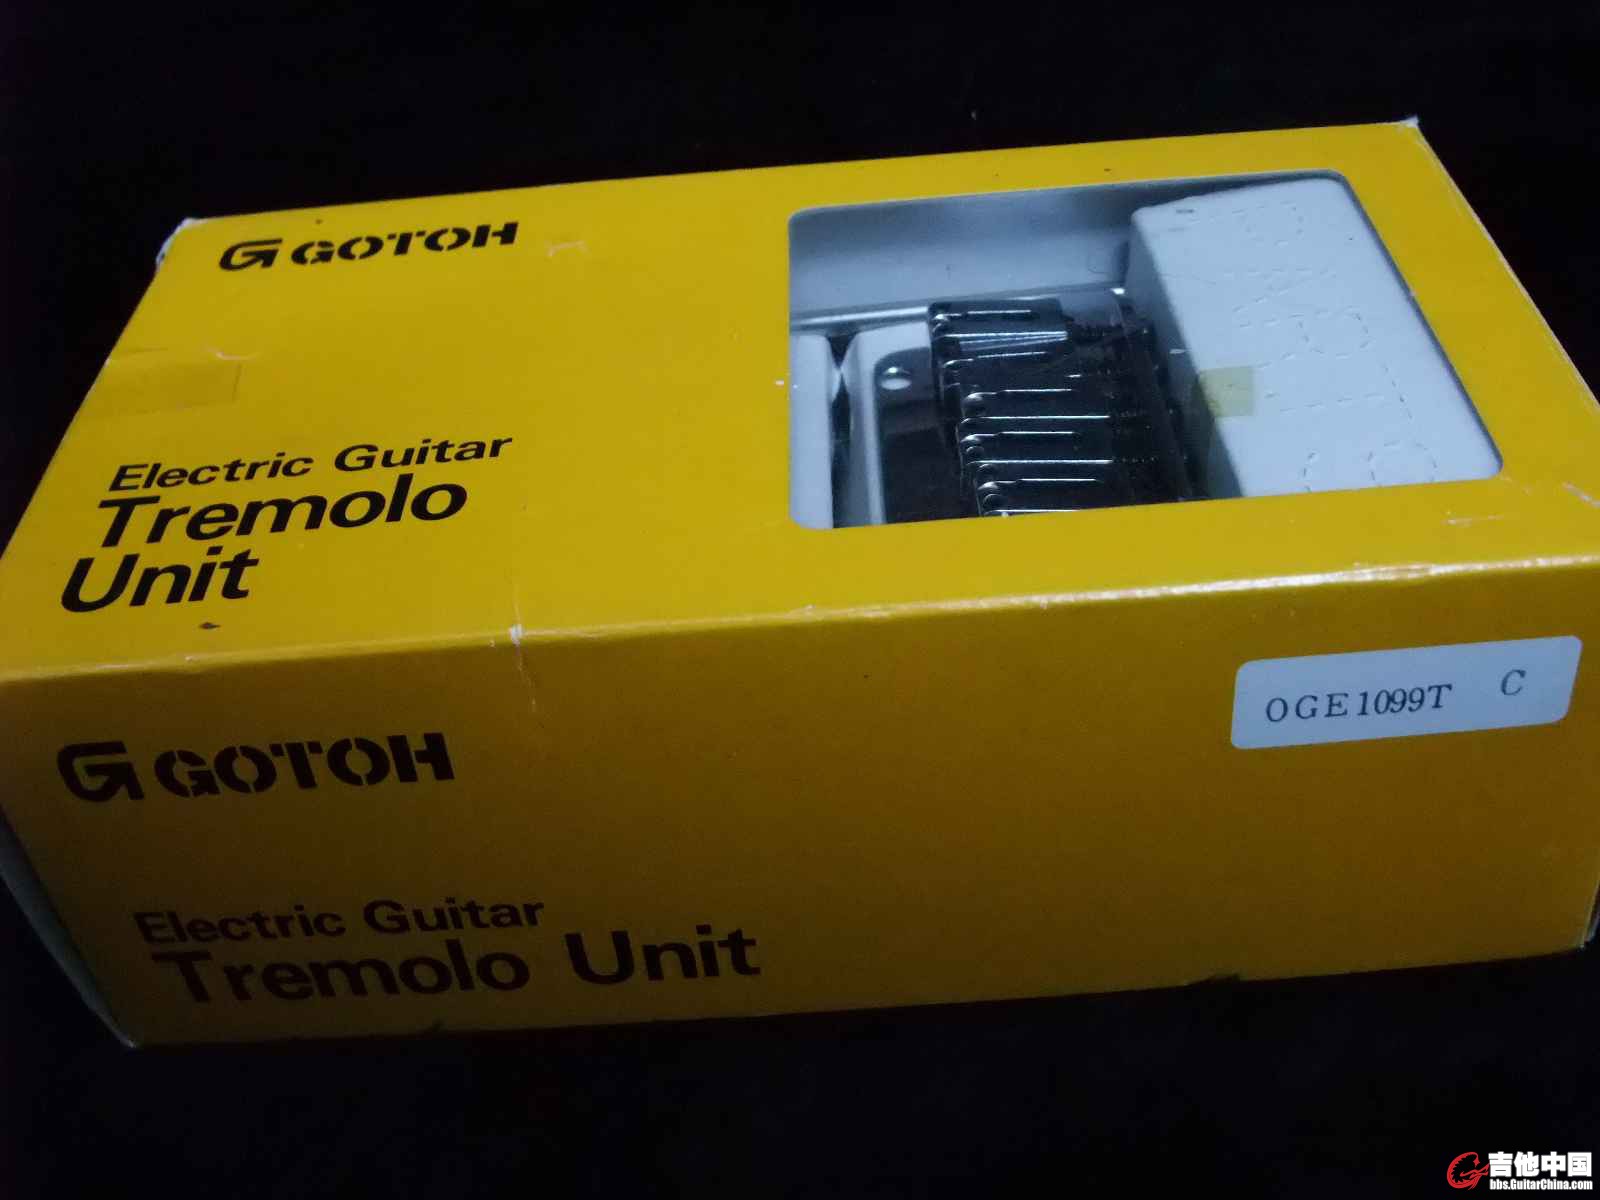 GOTOH
Electric Guitar
Tremolo
Unit
OGE1099T C
GOTOH
Electric Guitar
Tremolo Unit
吉他中国
bbs.GuitarChina.com